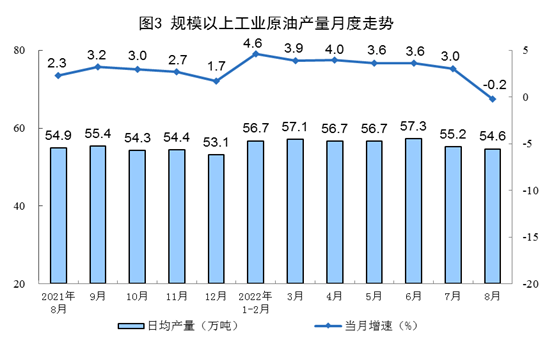 图3 规模以上工业原油产量月度走势
80
60
40
20
5
0
-5
-10
-15
-20
2.3
3.2
3.0
2.7
1.7
4.6
3.9
4.0
3.6
3.6
3.0
-0.2
54.9
55.4
54.3
54.4
53.1
56.7
57.1
56.7
56.7
57.3
55.2
54.6
2021年
8月
9月
10月
11月
12月
2022年
1-2月
3月
4月
5月
6月
7月
8月
日均产量（万吨）
当月增速（%）